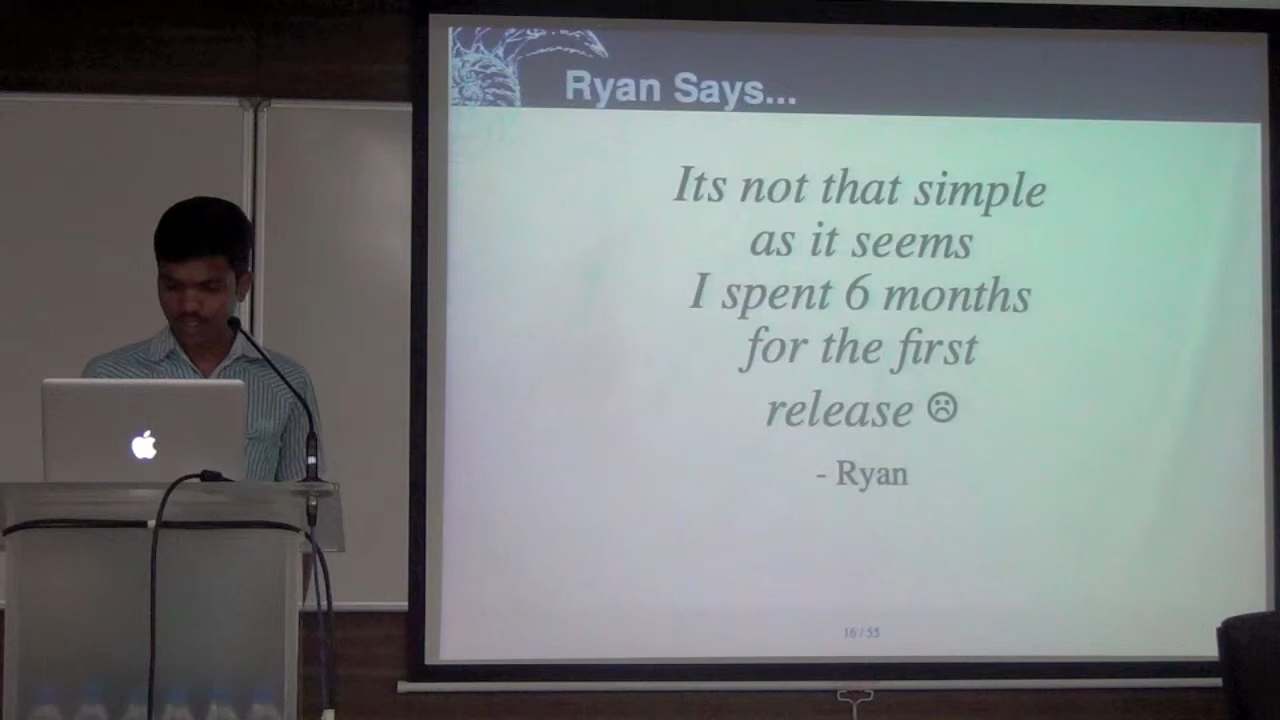 Ryan Says...
Its not that simple
as it seems
I spent 6 months
for the first
release ☹
- Ryan
16 / 55